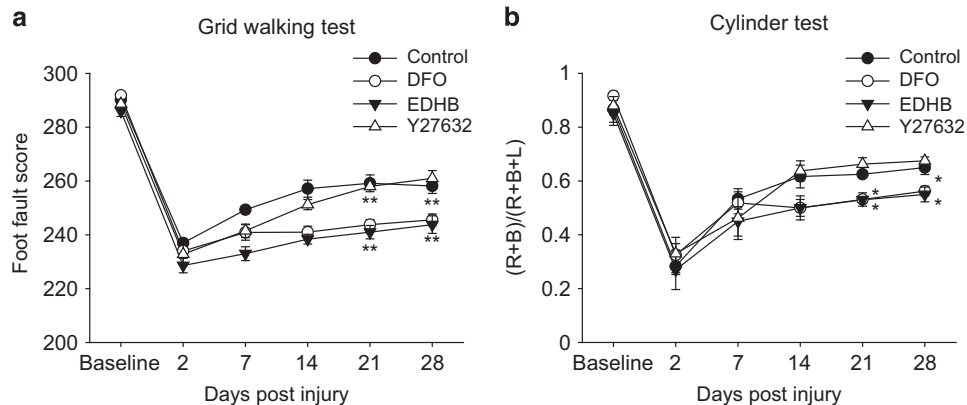 a
Grid walking test
Control
DFO
EDHB
Y27632
Foot fault score
300
280
260
240
220
200
**
**
**
**
Baseline 2 7 14 21 28
Days post injury
b
Cylinder test
Control
DFO
EDHB
Y27632
(R+B)/(R+B+L)
1
0.8
0.6
0.4
0.2
0
*
*
*
*
Baseline 2 7 14 21 28
Days post injury